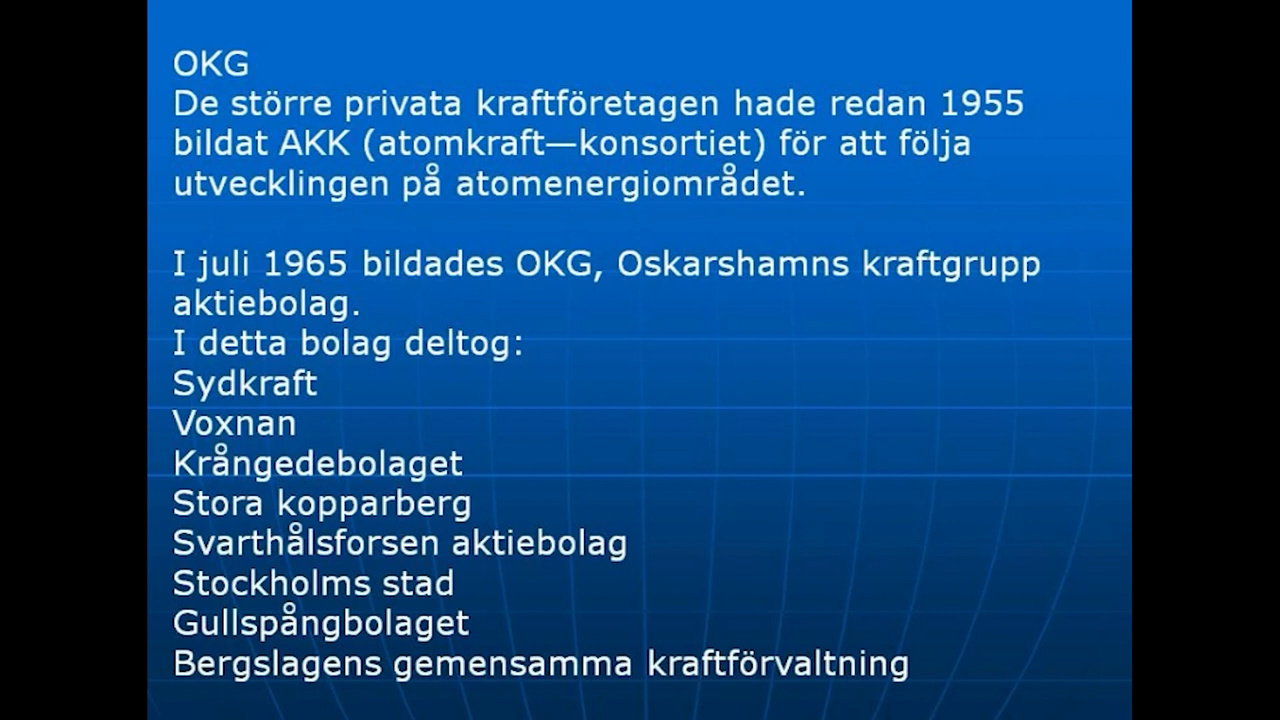 OKG
De större privata kraftföretagen hade redan 1955
bildat AKK (atomkraft—konsortiet) för att följa
utvecklingen på atomenergiområdet.
I juli 1965 bildades OKG, Oskarshamns kraftgrupp
aktiebolag.
I detta bolag deltog:
Sydkraft
Voxnan
Krångedebolaget
Stora kopparberg
Svarthålsforsen aktiebolag
Stockholms stad
Gullspångbolaget
Bergslagens gemensamma kraftförvaltning